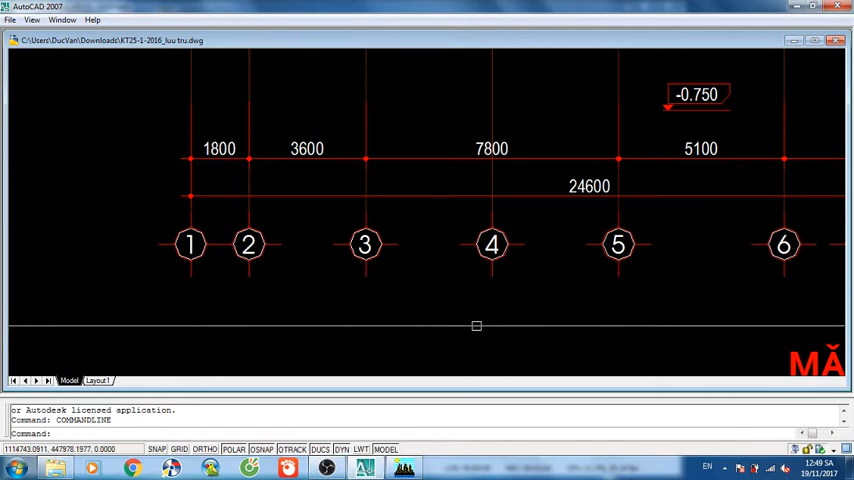 AutoCAD 2007
File View Window Help
C:\Users\DucVan\Downloads\KT25-1-2016_luu tru.dwg
-0.750
1800 3600 7800 5100
24600
1 2 3 4 5 6
MĂ
Model Layout1
or Autodesk licensed application.
Command: COMMANDLINE
Command:
1114743.0911, 447978.1977, 0.0000 SNAP GRID ORTHO POLAR OSNAP OTRACK DUCS DYN LWT MODEL
EN 12:49 SA
19/11/2017